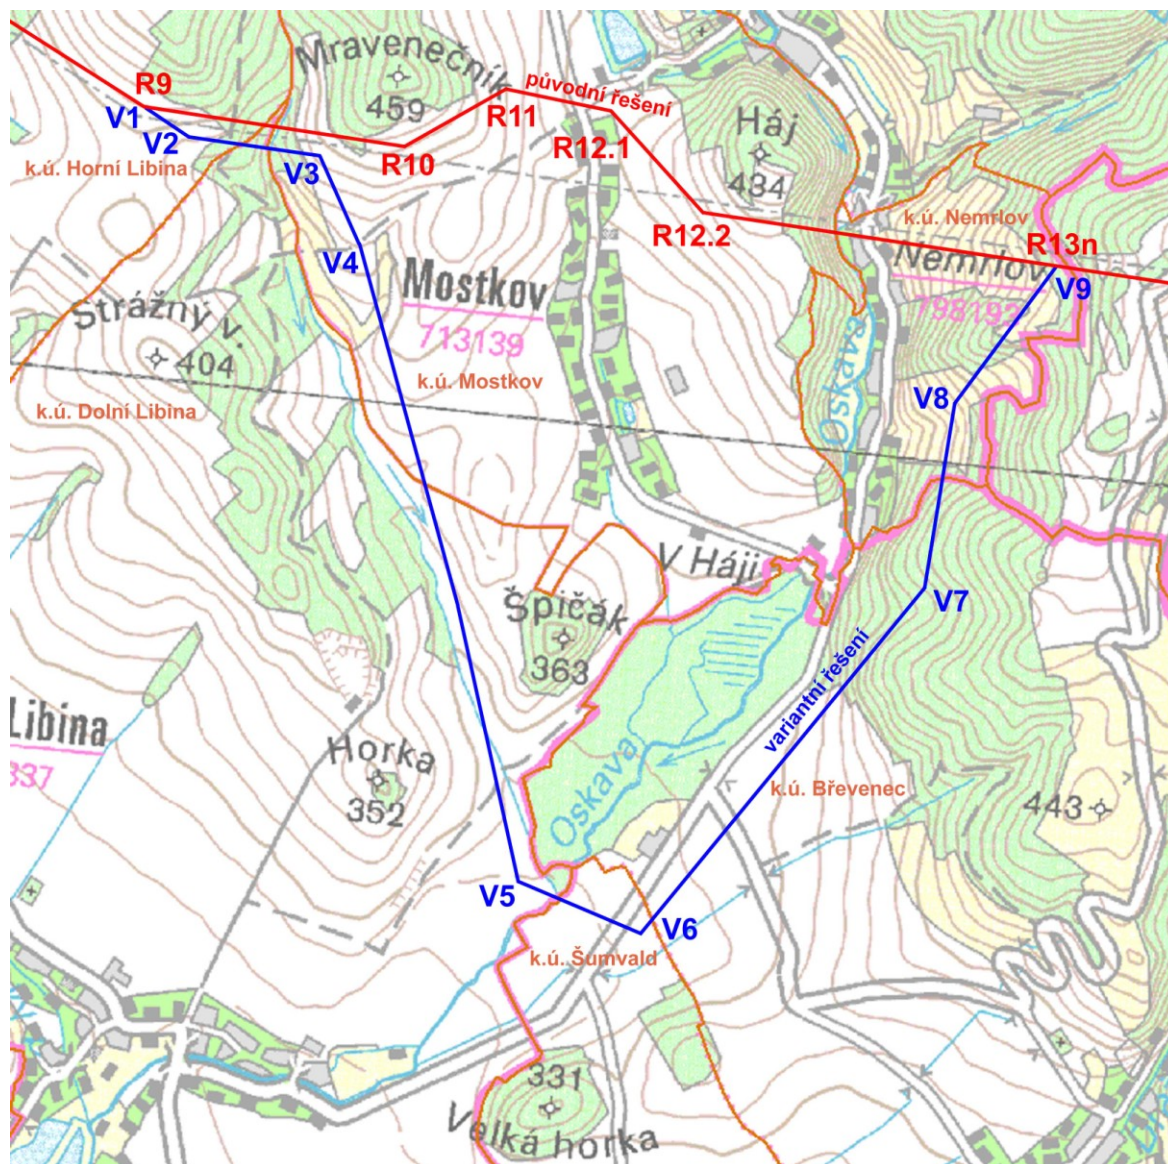 Mravenečník
459
R9
V1
V2
V3
R10
R11
původní řešení
R12.1
Háj
434
k.ú. Horní Libina
R12.2
k.ú. Nemrlov
R13n
V4
Nemrlov
V9
798192
Mostkov
713139
Strážný v.
404
k.ú. Mostkov
k.ú. Dolní Libina
Oskava
V8
V Háji
V7
Špičák
363
variantní řešení
Libina
337
Horka
352
Oskava
k.ú. Břevenec
443
V5
V6
k.ú. Šumvald
331
Velká horka